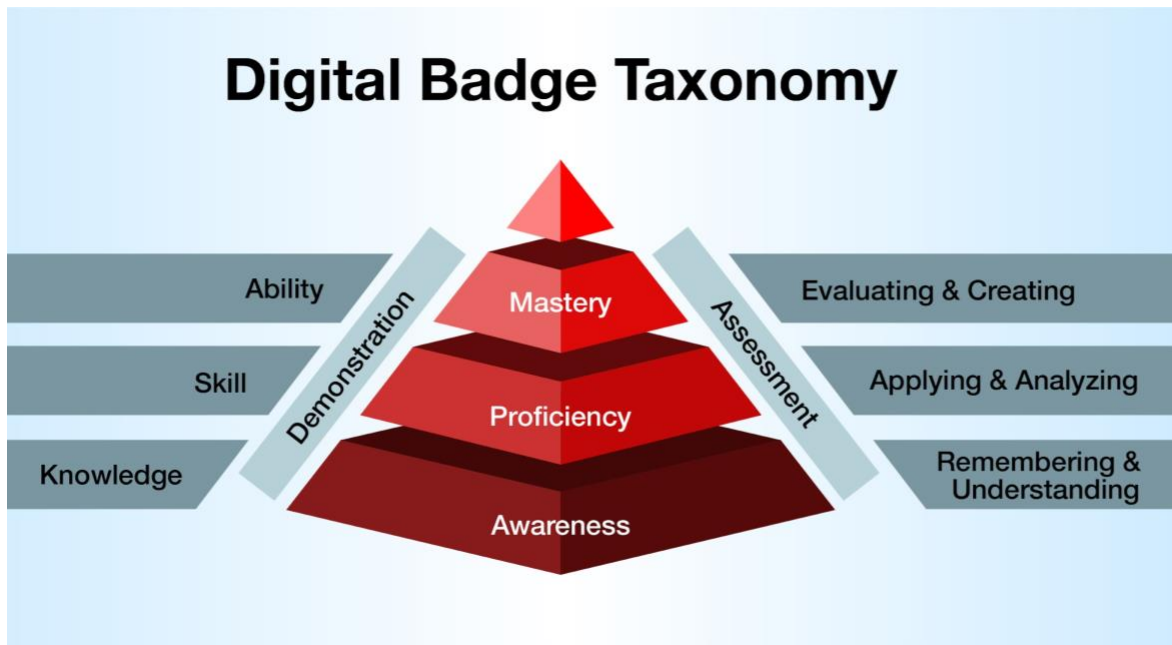 Digital Badge Taxonomy
Ability
Skill
Knowledge
Demonstration
Mastery
Proficiency
Awareness
Assessment
Evaluating & Creating
Applying & Analyzing
Remembering &
Understanding